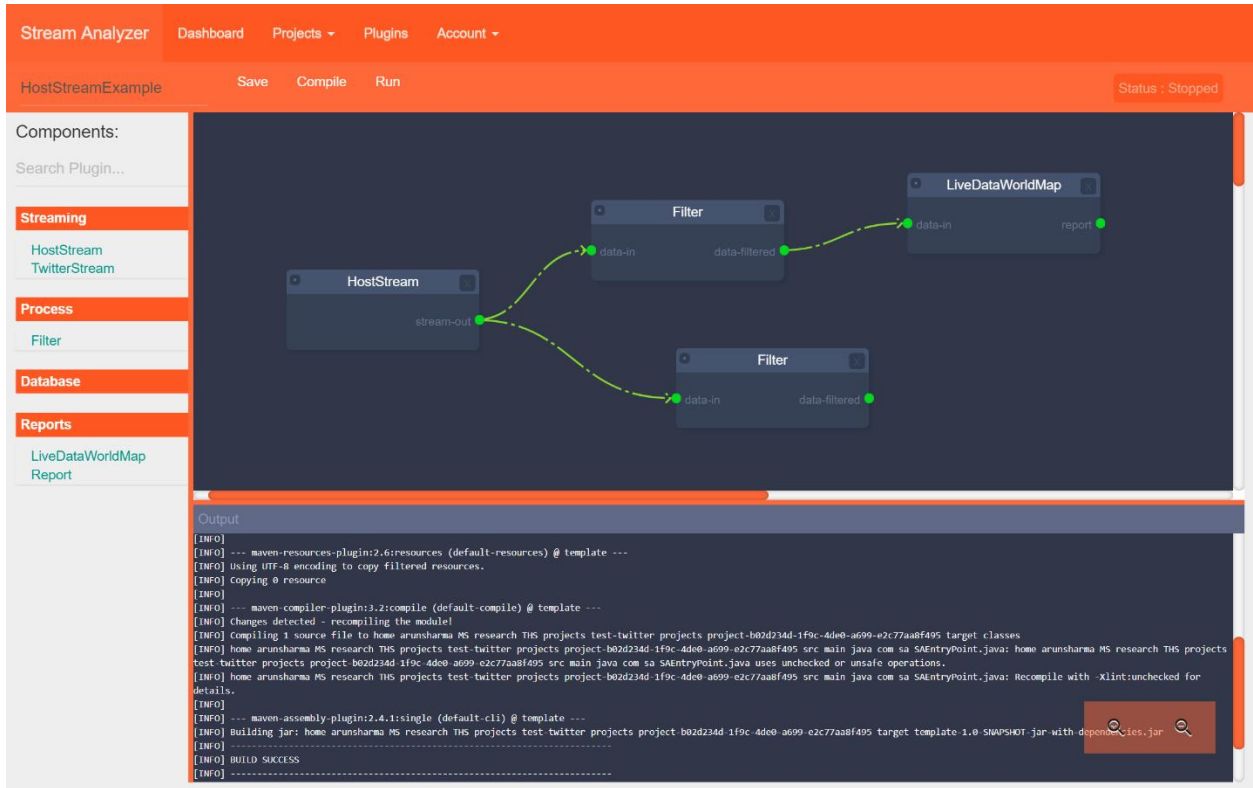 Stream Analyzer Dashboard Projects Plugins Account
HostStreamExample Save Compile Run Status : Stopped
Components:
Search Plugin...
Streaming
HostStream
TwitterStream
Process
Filter
Database
Reports
LiveDataWorldMap
Report
LiveDataWorldMap x
data-in report
Filter x
data-in data-filtered
HostStream x
stream-out
Filter x
data-in data-filtered
Output
[INFO]
[INFO] --- maven-resources-plugin:2.6:resources (default-resources) @ template ---
[INFO] Using UTF-8 encoding to copy filtered resources.
[INFO] Copying 0 resource
[INFO]
[INFO] --- maven-compiler-plugin:3.2:compile (default-compile) @ template ---
[INFO] Changes detected - recompiling the module!
[INFO] Compiling 1 source file to home arunsharma MS research THS projects test-twitter projects project-b02d234d-1f9c-4de0-a699-e2c77aa8f495 target classes
[INFO] home arunsharma MS research THS projects test-twitter projects project-b02d234d-1f9c-4de0-a699-e2c77aa8f495 src main java com sa SAEntryPoint.java: home arunsharma MS research THS projects
test-twitter projects project-b02d234d-1f9c-4de0-a699-e2c77aa8f495 src main java com sa SAEntryPoint.java uses unchecked or unsafe operations.
[INFO] home arunsharma MS research THS projects test-twitter projects project-b02d234d-1f9c-4de0-a699-e2c77aa8f495 src main java com sa SAEntryPoint.java: Recompile with -Xlint:unchecked for
details.
[INFO]
[INFO] --- maven-assembly-plugin:2.4.1:single (default-cli) @ template ---
[INFO] Building jar: home arunsharma MS research THS projects test-twitter projects project-b02d234d-1f9c-4de0-a699-e2c77aa8f495 target template-1.0-SNAPSHOT-jar-with-dependencies.jar
[INFO] ------------------------------------------------------------------------
[INFO] BUILD SUCCESS
[INFO] ------------------------------------------------------------------------